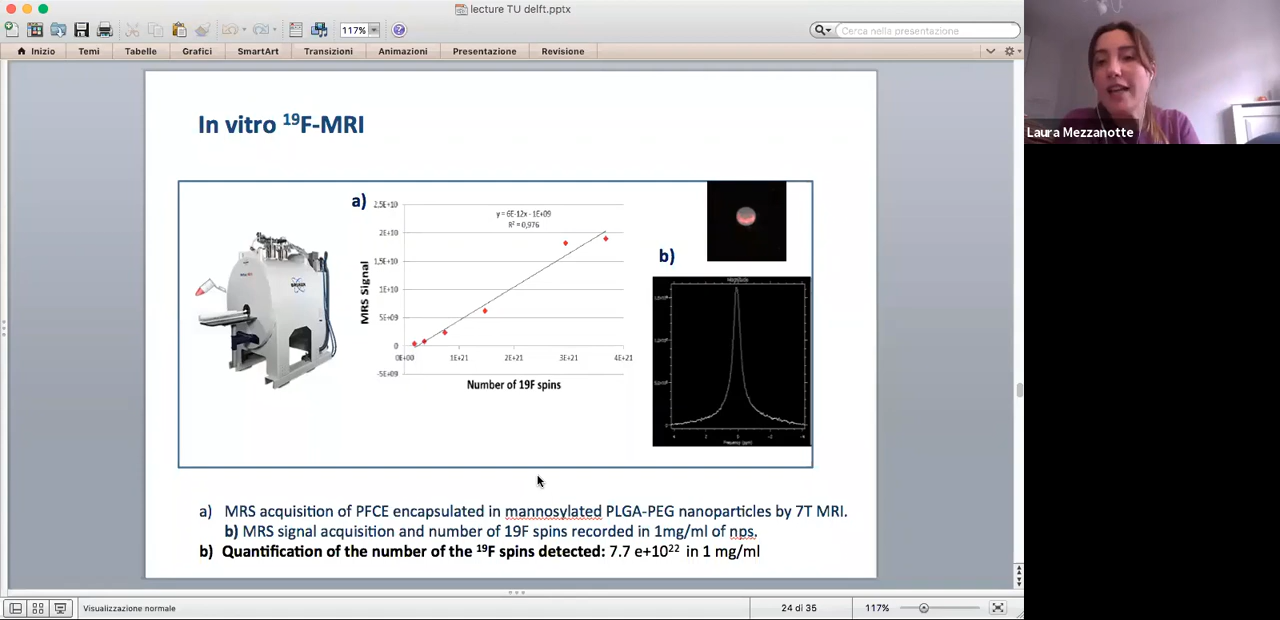 lecture TU delft.pptx
117%
Cerca nella presentazione
Inizio Temi Tabelle Grafici SmartArt Transizioni Animazioni Presentazione Revisione
Laura Mezzanotte
In vitro ¹⁹F-MRI
a)
2,5E+10
2E+10
1,5E+10
1E+10
5E+09
0
-5E+09
y = 6E-12x - 1E+09
R² = 0,976
MRS Signal
0E+00 1E+21 2E+21 3E+21 4E+21
Number of 19F spins
b)
Magnitude
Frequency (ppm)
a) MRS acquisition of PFCE encapsulated in mannosylated PLGA-PEG nanoparticles by 7T MRI.
b) MRS signal acquisition and number of 19F spins recorded in 1mg/ml of nps.
b) Quantification of the number of the ¹⁹F spins detected: 7.7 e+10²² in 1 mg/ml
Visualizzazione normale
24 di 35
117%